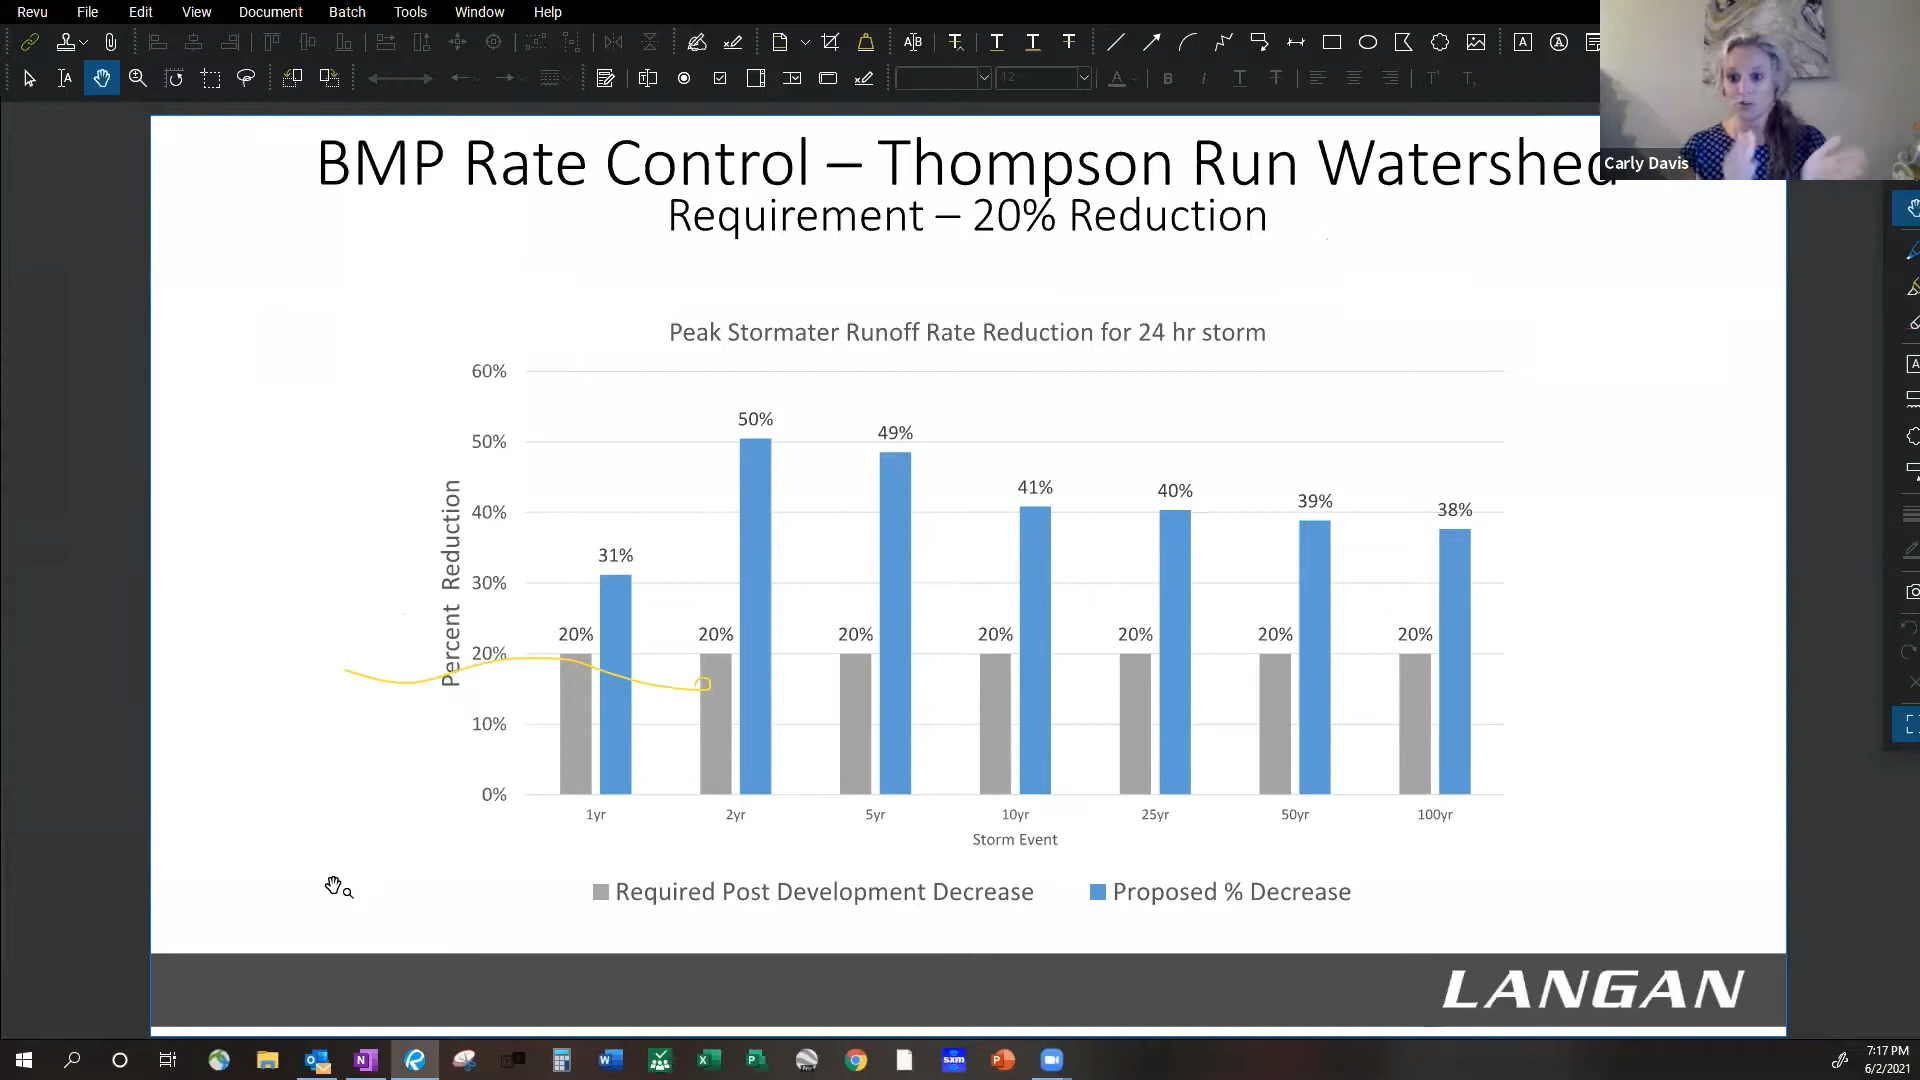 Revu File Edit View Document Batch Tools Window Help
12
Carly Davis
BMP Rate Control – Thompson Run Watershed
Requirement – 20% Reduction
Peak Stormater Runoff Rate Reduction for 24 hr storm
Percent Reduction
60%
50%
40%
30%
20%
10%
0%
20% 31%
20% 50%
20% 49%
20% 41%
20% 40%
20% 39%
20% 38%
1yr 2yr 5yr 10yr 25yr 50yr 100yr
Storm Event
Required Post Development Decrease Proposed % Decrease
LANGAN
sxm
7:17 PM
6/2/2021